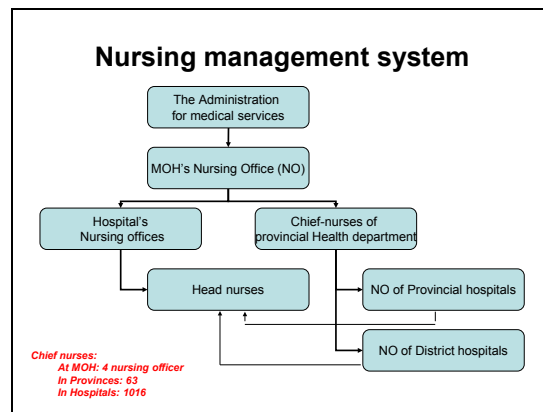 Nursing management system
The Administration
for medical services
MOH's Nursing Office (NO)
Hospital's
Nursing offices
Chief-nurses of
provincial Health department
Head nurses
NO of Provincial hospitals
NO of District hospitals
Chief nurses:
At MOH: 4 nursing officer
In Provinces: 63
In Hospitals: 1016